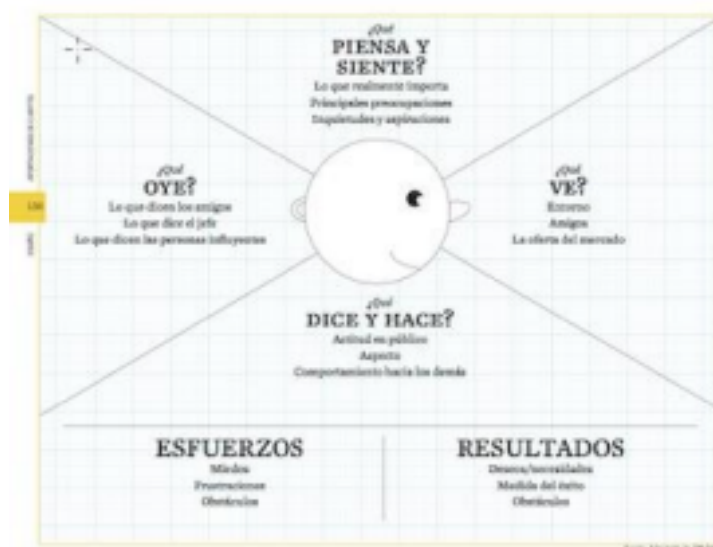 ¿Qué
PIENSA Y
SIENTE?
Lo que realmente importa
Principales preocupaciones
Inquietudes y aspiraciones
¿Qué
OYE?
Lo que dicen los amigos
Lo que dice el jefe
Lo que dicen las personas influyentes
¿Qué
VE?
Entorno
Amigos
La oferta del mercado
¿Qué
DICE Y HACE?
Actitud en público
Aspecto
Comportamiento hacia los demás
ESFUERZOS
Miedos
Frustraciones
Obstáculos
RESULTADOS
Deseos/necesidades
Medida del éxito
Obstáculos